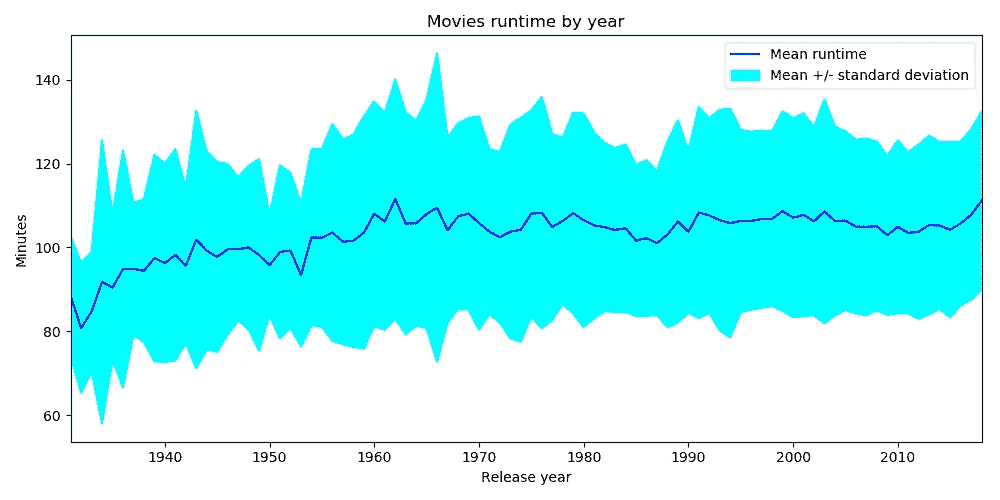 Movies runtime by year
Mean runtime
Mean +/- standard deviation
Minutes
140
120
100
80
60
1940
1950
1960
1970
1980
1990
2000
2010
Release year